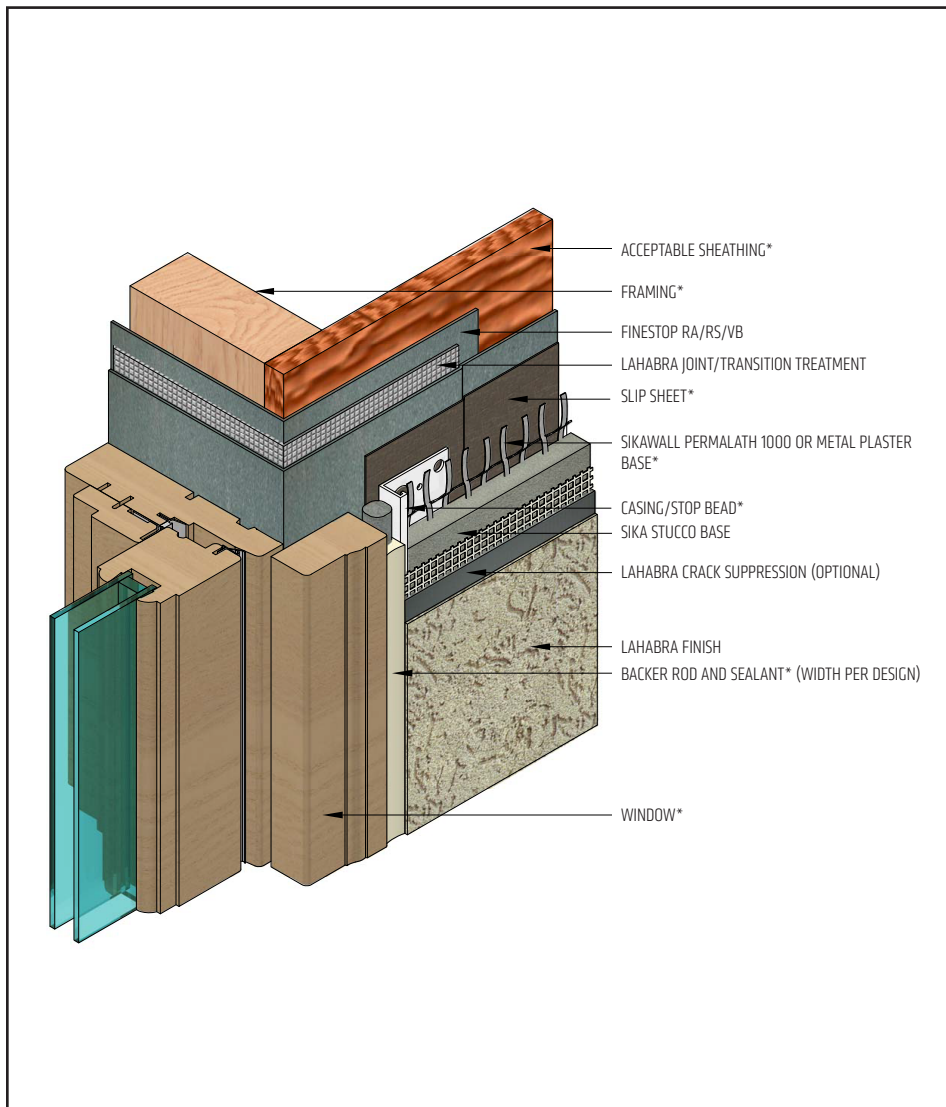 ACCEPTABLE SHEATHING*
FRAMING*
FINESTOP RA/RS/VB
LAHABRA JOINT/TRANSITION TREATMENT
SLIP SHEET*
SIKAWALL PERMALATH 1000 OR METAL PLASTER
BASE*
CASING/STOP BEAD*
SIKA STUCCO BASE
LAHABRA CRACK SUPPRESSION (OPTIONAL)
LAHABRA FINISH
BACKER ROD AND SEALANT* (WIDTH PER DESIGN)
WINDOW*